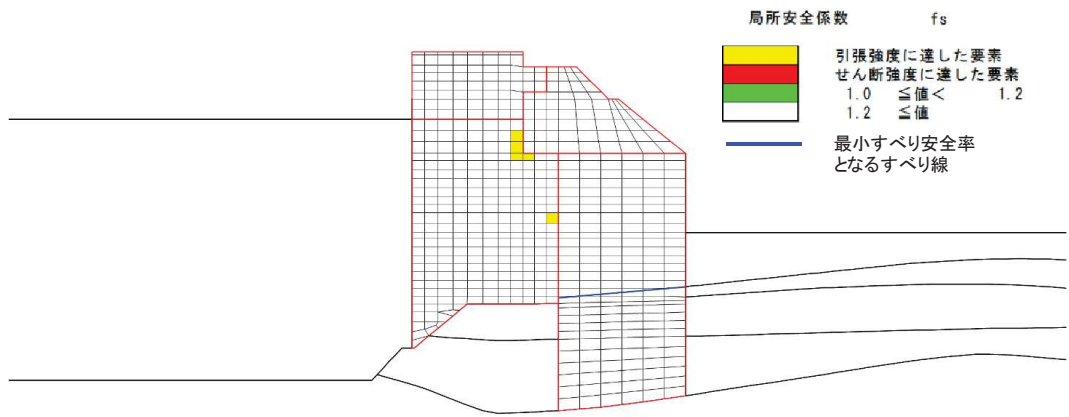 局所安全係数 fs
引張強度に達した要素
せん断強度に達した要素
1.0 ≦値< 1.2
1.2 ≦値
最小すべり安全率
となるすべり線